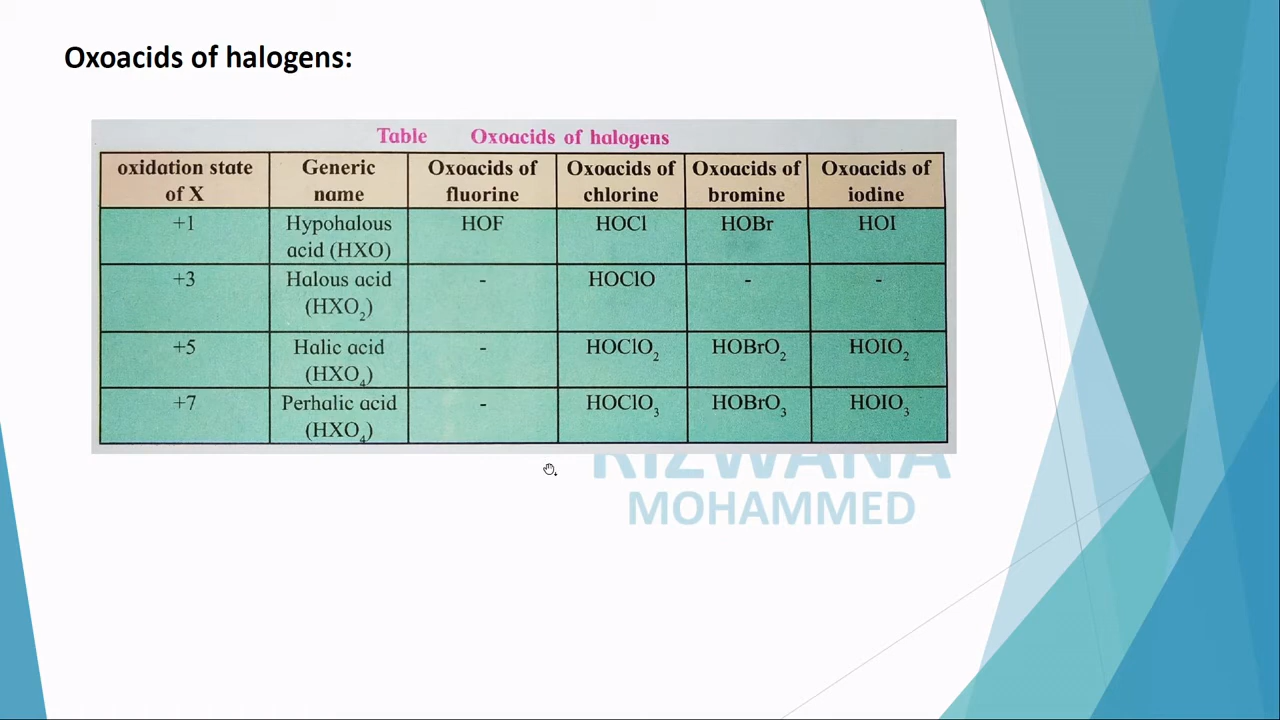 Oxoacids of halogens:
Table Oxoacids of halogens
oxidation state of X | Generic name | Oxoacids of fluorine | Oxoacids of chlorine | Oxoacids of bromine | Oxoacids of iodine
+1 | Hypohalous acid (HXO) | HOF | HOCl | HOBr | HOI
+3 | Halous acid (HXO₂) | - | HOClO | - | -
+5 | Halic acid (HXO₄) | - | HOClO₂ | HOBrO₂ | HOIO₂
+7 | Perhalic acid (HXO₄) | - | HOClO₃ | HOBrO₃ | HOIO₃
RIZWANA
MOHAMMED